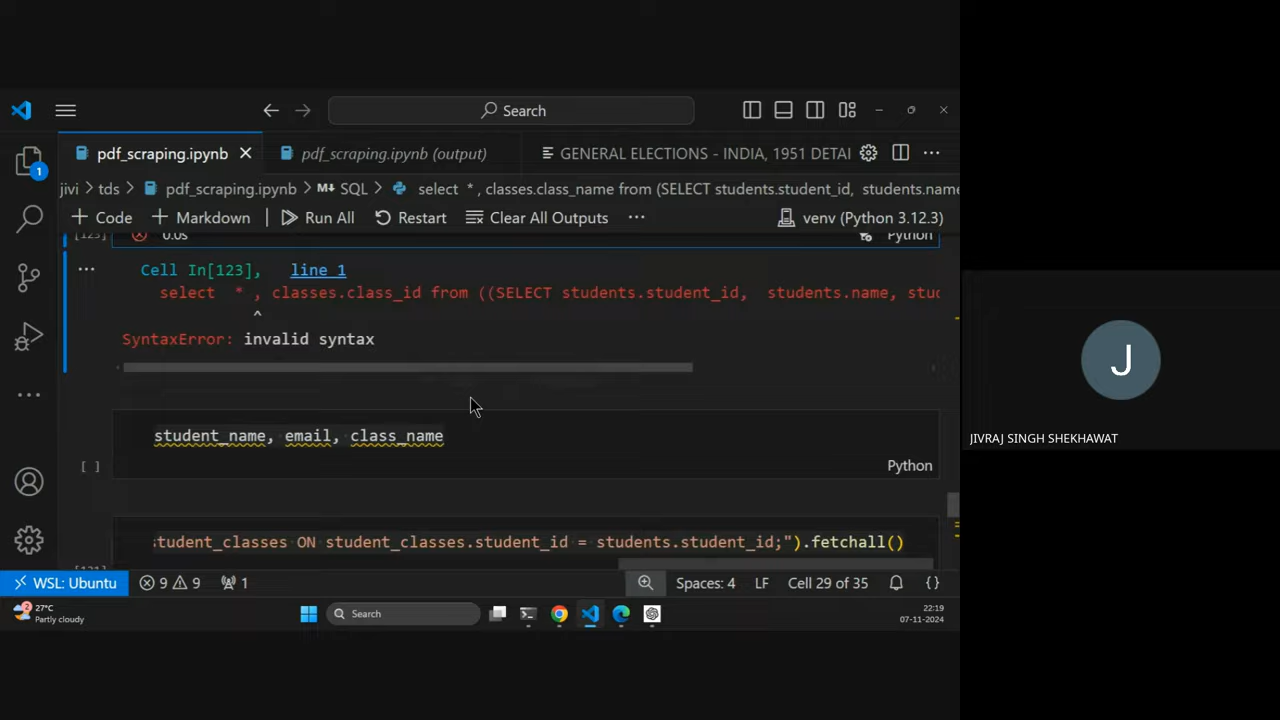 Search
pdf_scraping.ipynb
pdf_scraping.ipynb (output)
GENERAL ELECTIONS - INDIA, 1951 DETAI
jivi > tds > pdf_scraping.ipynb > M↓ SQL > select * , classes.class_name from (SELECT students.student_id, students.name
+ Code + Markdown | Run All Restart Clear All Outputs ... venv (Python 3.12.3)
[123] 0.0s Python
Cell In[123], line 1
select * , classes.class_id from ((SELECT students.student_id, students.name, stud
^
SyntaxError: invalid syntax
student_name, email, class_name
[ ] Python
student_classes ON student_classes.student_id = students.student_id;").fetchall()
J
JIVRAJ SINGH SHEKHAWAT
WSL: Ubuntu 9 9 1 Spaces: 4 LF Cell 29 of 35 {}
27°C
Partly cloudy
Search
22:19
07-11-2024